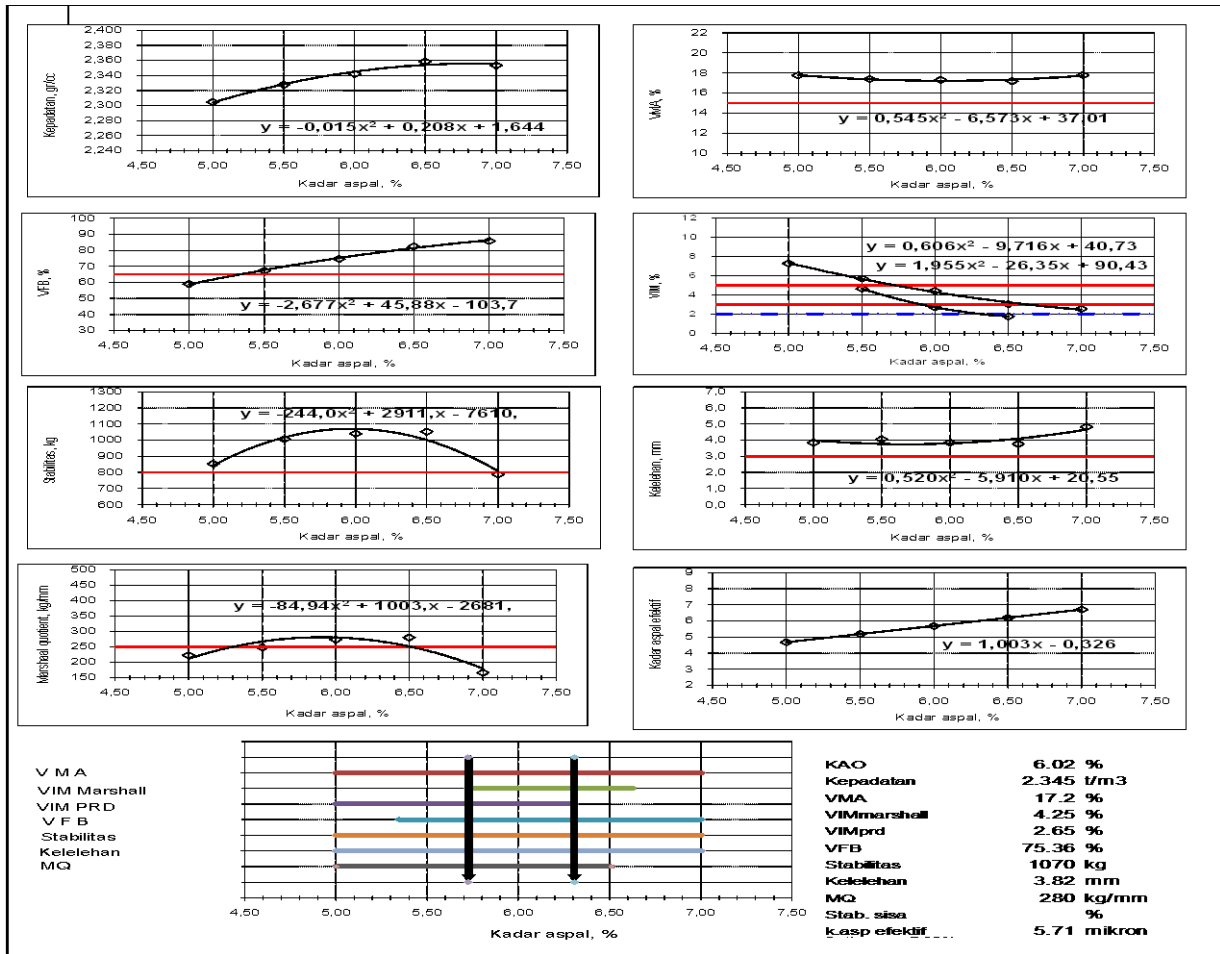 2,400
2,380
2,360
2,340
2,320
2,300
2,280
2,260
2,240
Kepadatan, gr/cc
y = -0,015x² + 0,208x + 1,644
4,50 5,00 5,50 6,00 6,50 7,00 7,50
Kadar aspal, %
22
20
18
16
14
12
10
VMA, %
y = 0,545x² - 6,573x + 37,01
4,50 5,00 5,50 6,00 6,50 7,00 7,50
Kadar aspal, %
100
90
80
70
60
50
40
30
VFB, %
y = -2,677x² + 45,88x - 103,7
4,50 5,00 5,50 6,00 6,50 7,00 7,50
Kadar aspal, %
12
10
8
6
4
2
0
VIM, %
y = 0,606x² - 9,716x + 40,73
y = 1,955x² - 26,35x + 90,43
4,50 5,00 5,50 6,00 6,50 7,00 7,50
Kadar aspal, %
1300
1200
1100
1000
900
800
700
600
Stabilitas, kg
y = -244,0x² + 2911,x - 7610,
4,50 5,00 5,50 6,00 6,50 7,00 7,50
Kadar aspal, %
7,0
6,0
5,0
4,0
3,0
2,0
1,0
0,0
Kelelehan, mm
y = 0,520x² - 5,910x + 20,55
4,50 5,00 5,50 6,00 6,50 7,00 7,50
Kadar aspal, %
500
450
400
350
300
250
200
150
Marshaal quotient, kg/mm
y = -84,94x² + 1003,x - 2681,
4,50 5,00 5,50 6,00 6,50 7,00 7,50
Kadar aspal, %
9
8
7
6
5
4
3
2
Kadar aspal efektif
y = 1,003x - 0,326
4,50 5,00 5,50 6,00 6,50 7,00 7,50
Kadar aspal, %
V M A
VIM Marshall
VIM PRD
V F B
Stabilitas
Kelelehan
MQ
4,50 5,00 5,50 6,00 6,50 7,00 7,50
Kadar aspal, %
KAO 6.02 %
Kepadatan 2.345 t/m3
VMA 17.2 %
VIMmarshall 4.25 %
VIMprd 2.65 %
VFB 75.36 %
Stabilitas 1070 kg
Kelelehan 3.82 mm
MQ 280 kg/mm
Stab. sisa %
k.asp efektif 5.71 mikron